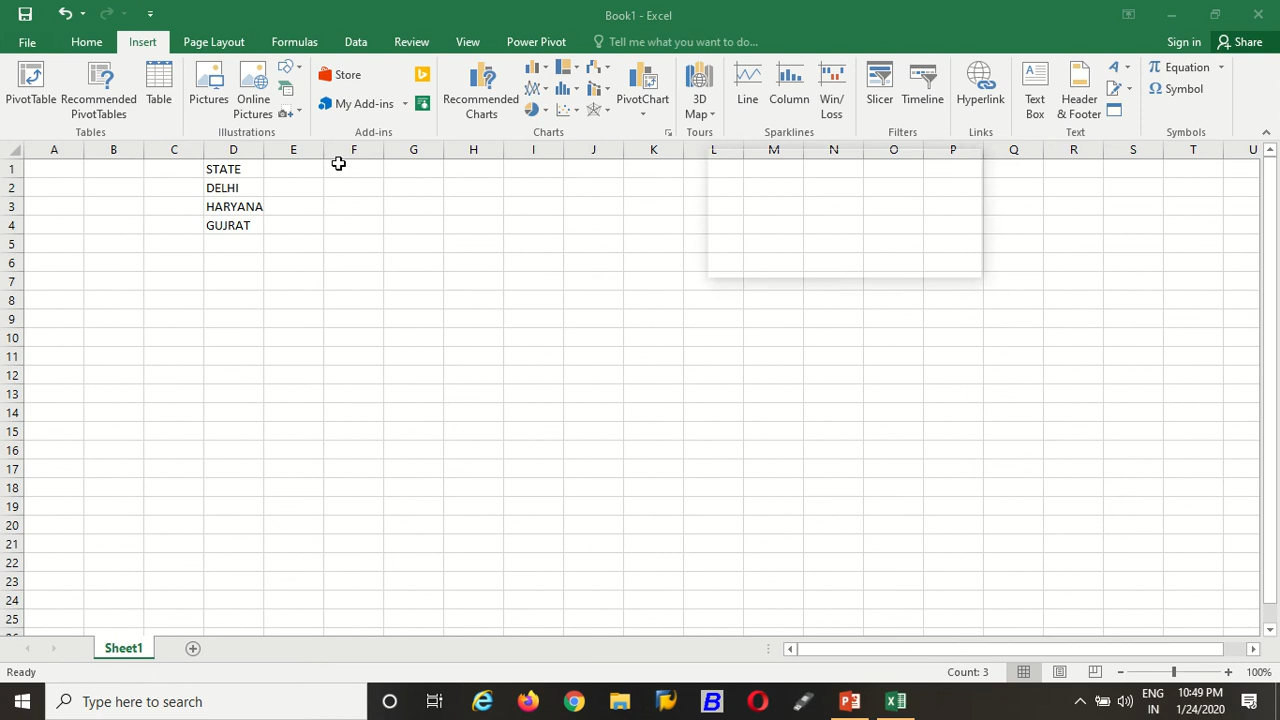 Book1 - Excel
File Home Insert Page Layout Formulas Data Review View Power Pivot Tell me what you want to do... Sign in Share
PivotTable Recommended PivotTables Table Pictures Online Pictures Store My Add-ins Recommended Charts PivotChart 3D Map Line Column Win/Loss Slicer Timeline Hyperlink Text Box Header & Footer Equation Symbol
Tables Illustrations Add-ins Charts Tours Sparklines Filters Links Text Symbols
A B C D E F G H I J K L M N O P Q R S T U
1 STATE
2 DELHI
3 HARYANA
4 GUJRAT
5
6
7
8
9
10
11
12
13
14
15
16
17
18
19
20
21
22
23
24
25
Sheet1
Ready Count: 3 100%
Type here to search ENG IN 10:49 PM 1/24/2020